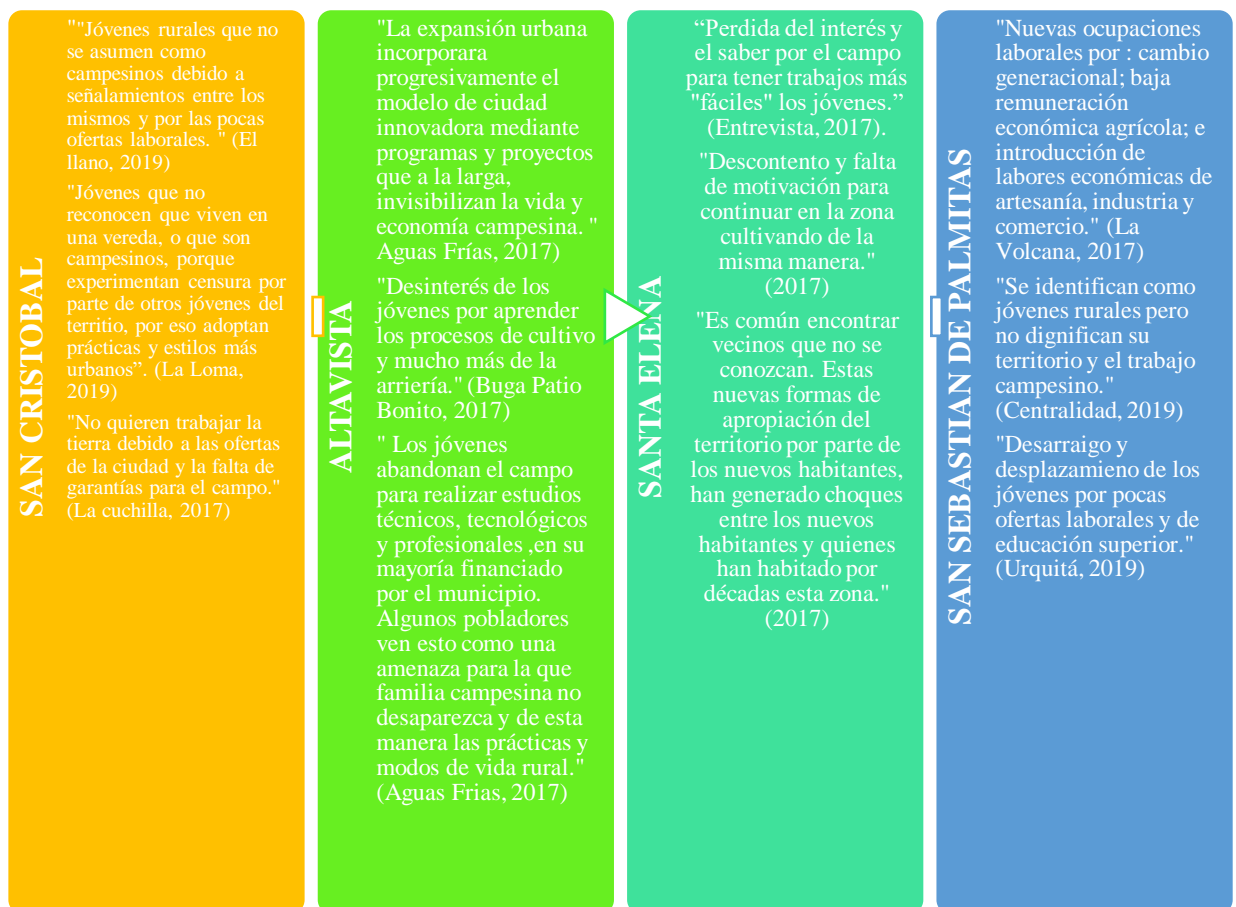 SAN CRISTOBAL
""Jóvenes rurales que no
se asumen como
campesinos debido a
señalamientos entre los
mismos y por las pocas
ofertas laborales. " (El
llano, 2019)
"Jóvenes que no
reconocen que viven en
una vereda, o que son
campesinos, porque
experimentan censura por
parte de otros jóvenes del
territio, por eso adoptan
prácticas y estilos más
urbanos”. (La Loma,
2019)
"No quieren trabajar la
tierra debido a las ofertas
de la ciudad y la falta de
garantías para el campo."
(La cuchilla, 2017)
ALTAVISTA
"La expansión urbana
incorporara
progresivamente el
modelo de ciudad
innovadora mediante
programas y proyectos
que a la larga,
invisibilizan la vida y
economía campesina. "
Aguas Frías, 2017)
"Desinterés de los
jóvenes por aprender
los procesos de cultivo
y mucho más de la
arriería." (Buga Patio
Bonito, 2017)
" Los jóvenes
abandonan el campo
para realizar estudios
técnicos, tecnológicos
y profesionales ,en su
mayoría financiado
por el municipio.
Algunos pobladores
ven esto como una
amenaza para la que
familia campesina no
desaparezca y de esta
manera las prácticas y
modos de vida rural."
(Aguas Frias, 2017)
SANTA ELENA
“Perdida del interés y
el saber por el campo
para tener trabajos más
"fáciles" los jóvenes.”
(Entrevista, 2017).
"Descontento y falta
de motivación para
continuar en la zona
cultivando de la
misma manera."
(2017)
"Es común encontrar
vecinos que no se
conozcan. Estas
nuevas formas de
apropiación del
territorio por parte de
los nuevos habitantes,
han generado choques
entre los nuevos
habitantes y quienes
han habitado por
décadas esta zona."
(2017)
SAN SEBASTIAN DE PALMITAS
"Nuevas ocupaciones
laborales por : cambio
generacional; baja
remuneración
económica agrícola; e
introducción de
labores económicas de
artesanía, industria y
comercio." (La
Volcana, 2017)
"Se identifican como
jóvenes rurales pero
no dignifican su
territorio y el trabajo
campesino."
(Centralidad, 2019)
"Desarraigo y
desplazamieno de los
jóvenes por pocas
ofertas laborales y de
educación superior."
(Urquitá, 2019)